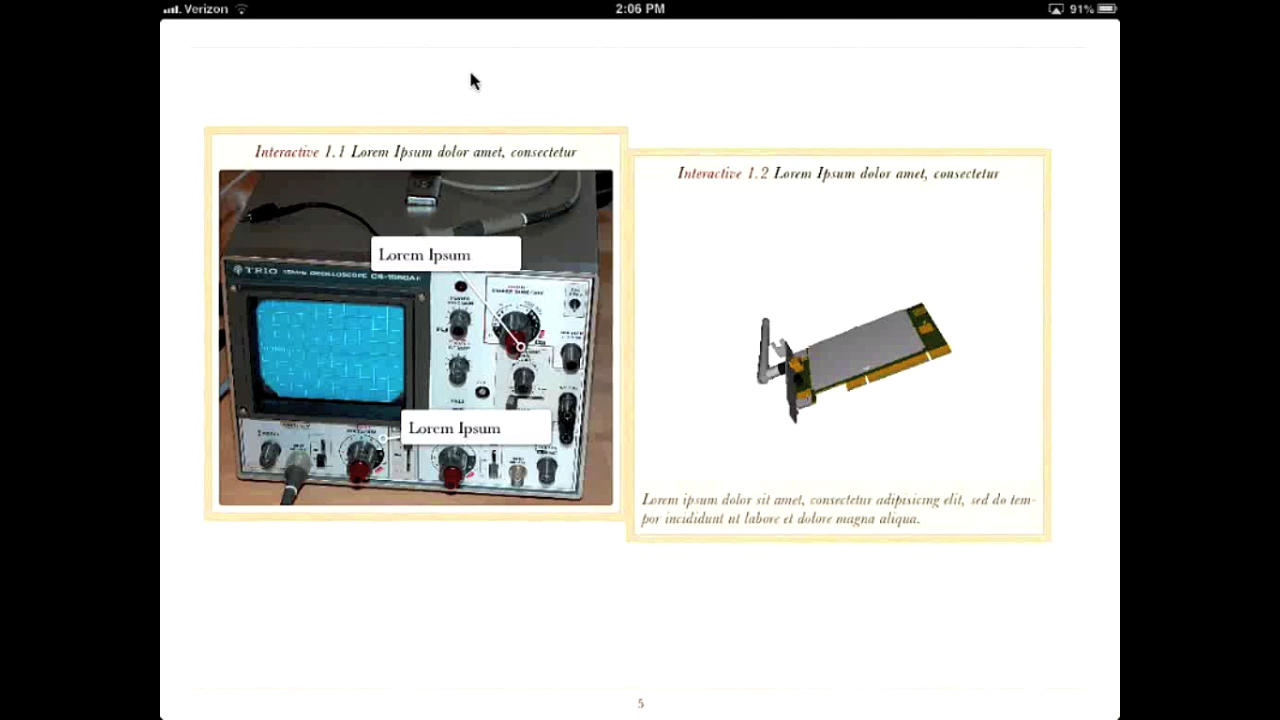 Verizon
2:06 PM
91%
Interactive 1.1 Lorem Ipsum dolor amet, consectetur
TRIO OSCILLOSCOPE
Lorem Ipsum
Lorem Ipsum
Interactive 1.2 Lorem Ipsum dolor amet, consectetur
Lorem ipsum dolor sit amet, consectetur adipisicing elit, sed do tem-
por incididunt ut labore et dolore magna aliqua.
5